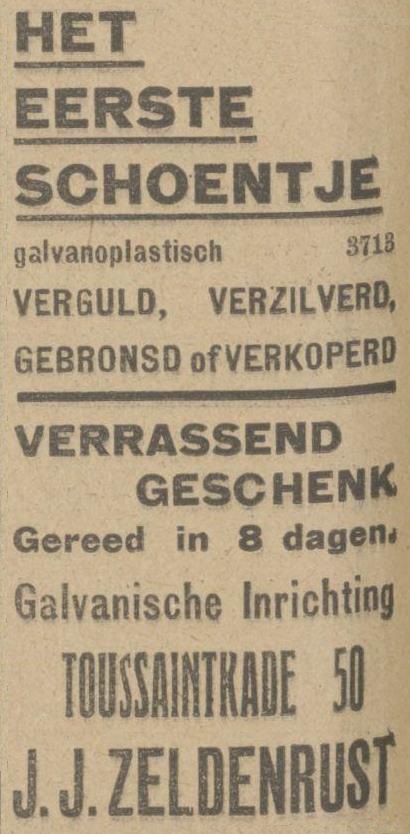 HET
EERSTE
SCHOENTJE
galvanoplastisch 3713
VERGULD, VERZILVERD,
GEBRONSD of VERKOPERD
VERRASSEND
GESCHENK
Gereed in 8 dagen.
Galvanische Inrichting
TOUSSAINTKADE 50
J. J. ZELDENRUST